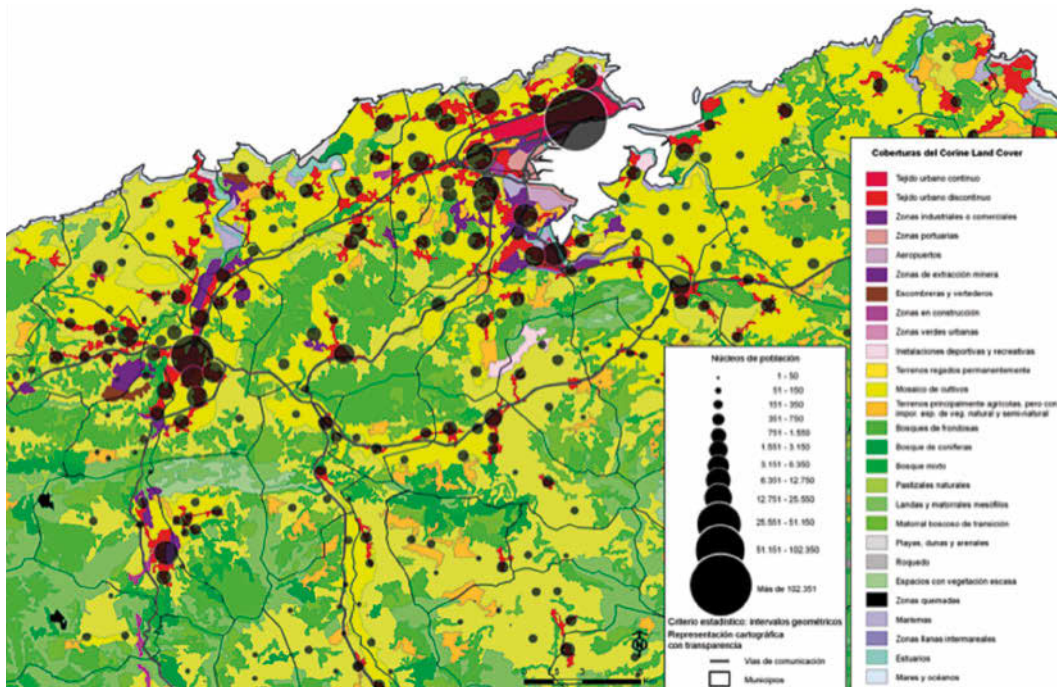 Coberturas del Corine Land Cover
Tejido urbano continuo
Tejido urbano discontinuo
Zonas industriales o comerciales
Zonas portuarias
Aeropuertos
Zonas de extracción minera
Escombreras y vertederos
Zonas en construcción
Zonas verdes urbanas
Instalaciones deportivas y recreativas
Terrenos regados permanentemente
Mosaico de cultivos
Terrenos principalmente agrícolas, pero con
impor. esp. de veg. natural y semi-natural
Bosques de frondosas
Bosque de coníferas
Bosque mixto
Pastizales naturales
Landas y matorrales mesófilos
Matorral boscoso de transición
Playas, dunas y arenales
Roquedo
Espacios con vegetación escasa
Zonas quemadas
Marismas
Zonas llanas intermareales
Estuarios
Mares y océanos
Núcleos de población
1 - 50
51 - 150
151 - 350
351 - 750
751 - 1.550
1.551 - 3.150
3.151 - 6.350
6.351 - 12.750
12.751 - 25.550
25.551 - 51.150
51.151 - 102.350
Más de 102.351
Criterio estadístico: intervalos geométricos
Representación cartográfica
con transparencia
Vías de comunicación
Municipios
N